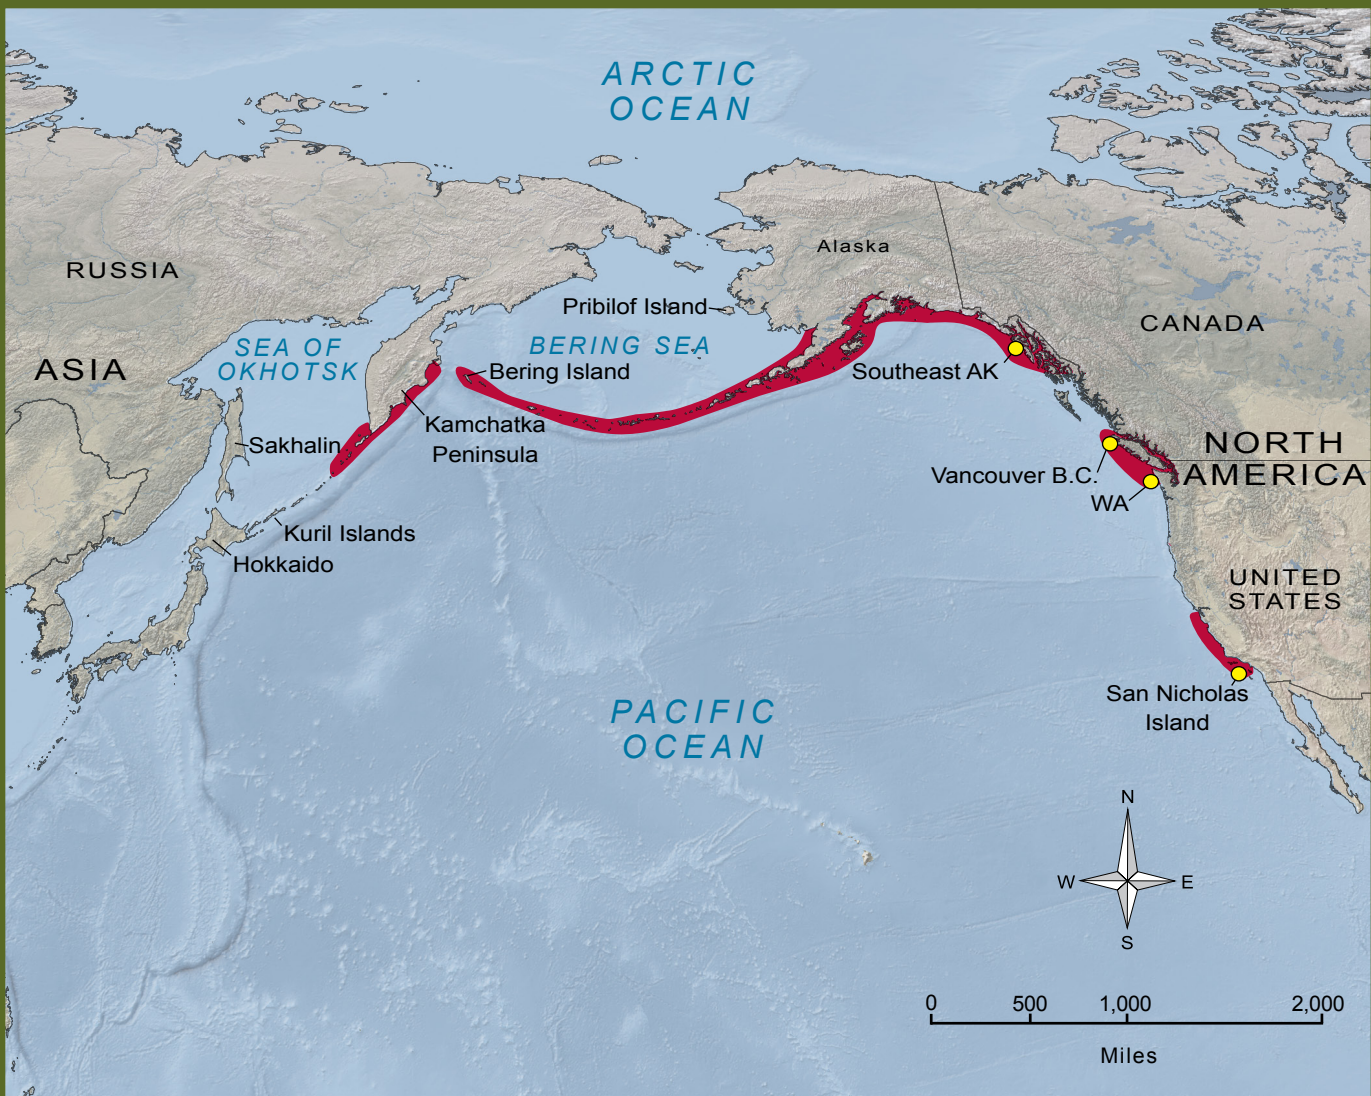 ARCTIC
OCEAN
Alaska
RUSSIA
Pribilof Island
CANADA
SEA OF
OKHOTSK
BERING SEA
ASIA
Bering Island
Southeast AK
Kamchatka
Peninsula
Sakhalin
NORTH
AMERICA
Vancouver B.C.
WA
Kuril Islands
Hokkaido
UNITED
STATES
San Nicholas
Island
PACIFIC
OCEAN
N
W
E
S
0
500
1,000
2,000
Miles